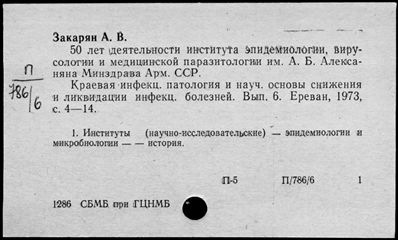 Закарян А. В.
50 лет деятельности института эпидемиологии, виру-
сологии и медицинской паразитологии им. А. Б. Алекса-
няна Минздрава Арм. ССР.
П
786/6
Краевая инфекц. патология и науч. основы снижения
и ликвидации инфекц. болезней. Вып. 6. Ереван, 1973,
с. 4—14.
1. Институты (научно-исследовательские) — эпидемиологии и
микробиологии — — история.
П-5 П/786/6 1
1286 СБМБ при ГЦНМБ